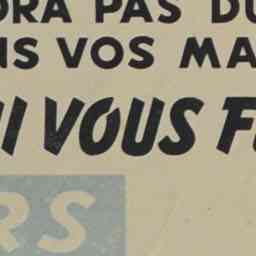 ORA PAS DU
NS VOS MA
I VOUS F
RS